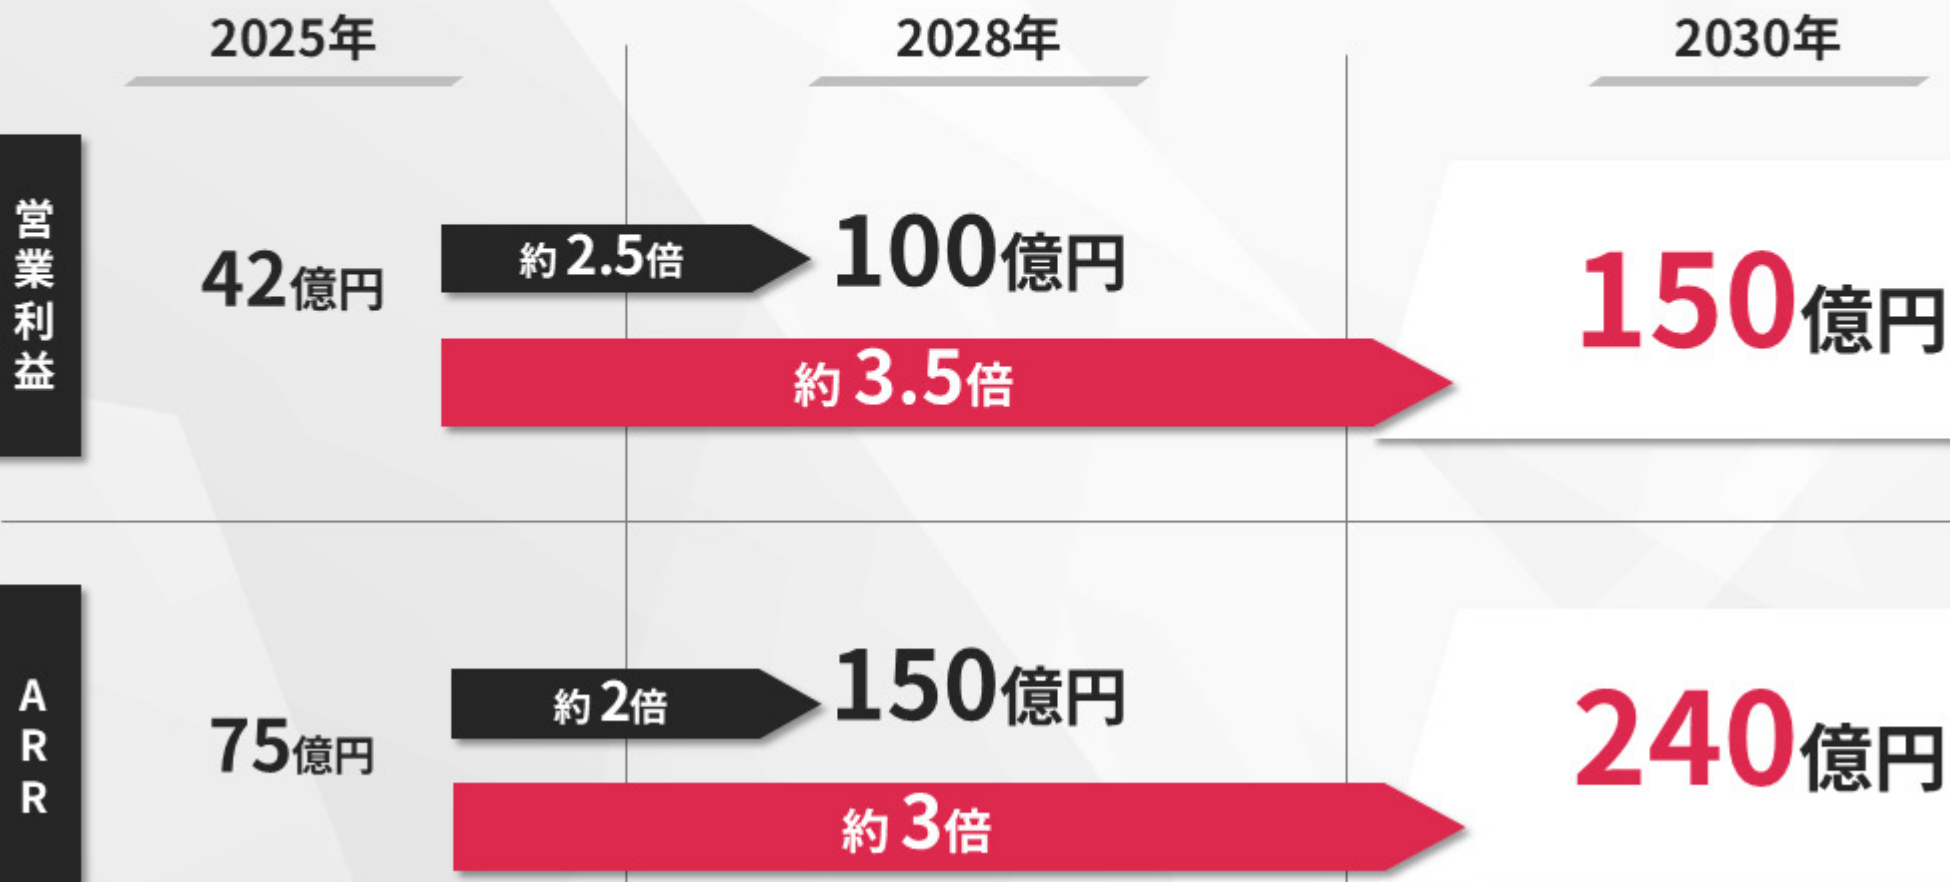 2025年
2028年
2030年
営業利益
42億円
約2.5倍
100億円
約3.5倍
150億円
ARR
75億円
約2倍
150億円
約3倍
240億円